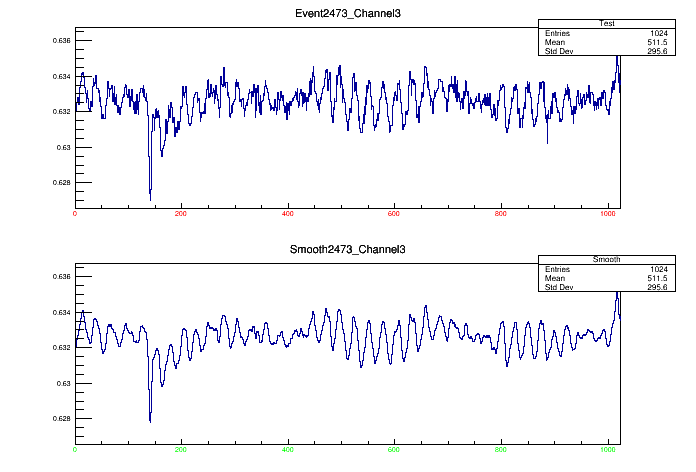 Event2473_Channel3
Test
Entries 1024
Mean 511.5
Std Dev 295.6
0.636
0.634
0.632
0.63
0.628
0 200 400 600 800 1000
Smooth2473_Channel3
Smooth
Entries 1024
Mean 511.5
Std Dev 295.6
0.636
0.634
0.632
0.63
0.628
0 200 400 600 800 1000